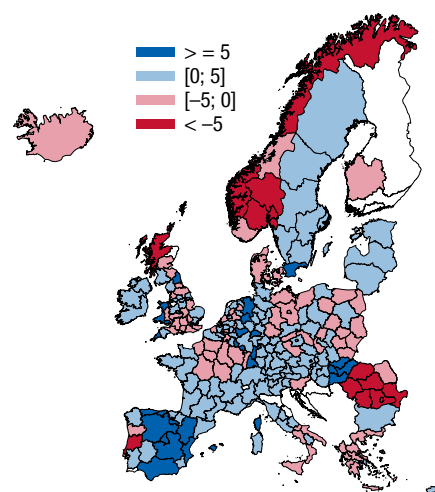 > = 5
[0; 5]
[–5; 0]
< –5